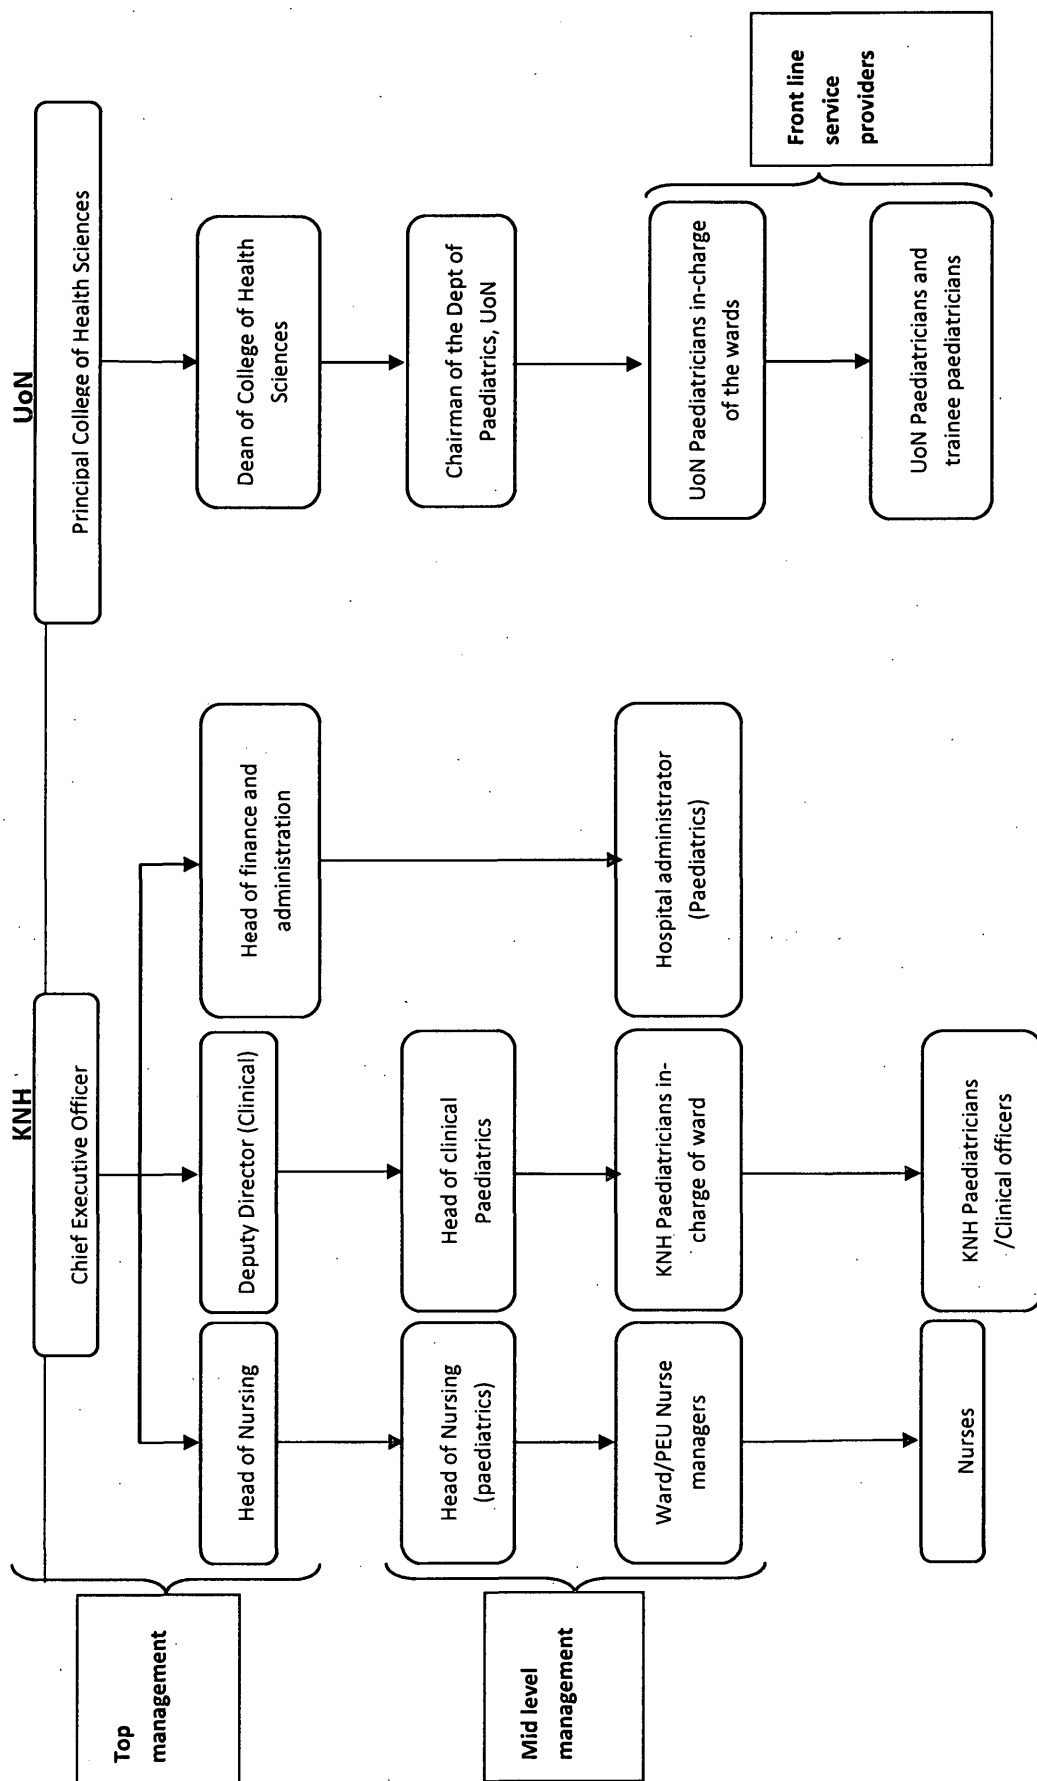 KNH
UoN
Chief Executive Officer
Principal College of Health Sciences
Top
management
Head of Nursing
Deputy Director (Clinical)
Head of finance and
administration
Dean of College of Health
Sciences
Head of Nursing
(paediatrics)
Head of clinical
Paediatrics
Chairman of the Dept of
Paediatrics, UoN
Mid level
management
Ward/PEU Nurse
managers
KNH Paediatricians in-
charge of ward
Hospital administrator
(Paediatrics)
UoN Paediatricians in-charge
of the wards
Front line
service
providers
Nurses
KNH Paediatricians
/Clinical officers
UoN Paediatricians and
trainee paediatricians